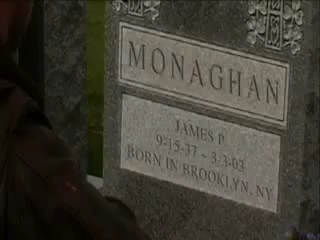 MONAGHAN
JAMES P.
9-15-37 - 3-3-03
BORN IN BROOKLYN, NY